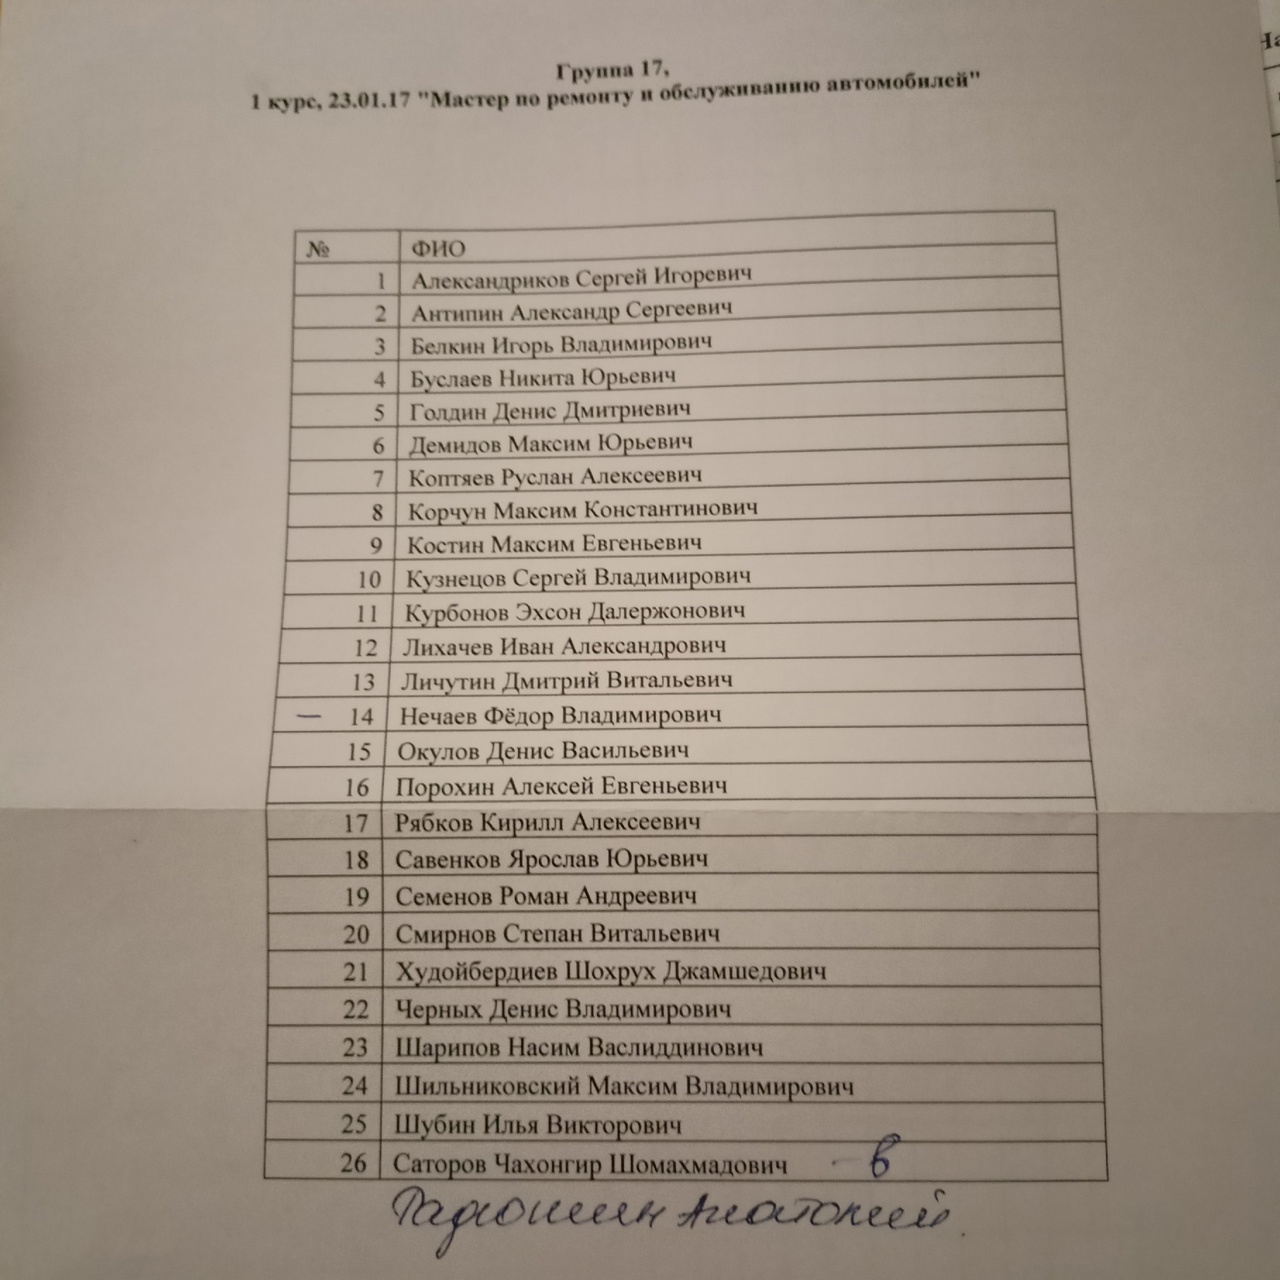 Группа 17,
1 курс, 23.01.17 "Мастер по ремонту и обслуживанию автомобилей"
№ ФИО
1 Александриков Сергей Игоревич
2 Антипин Александр Сергеевич
3 Белкин Игорь Владимирович
4 Буслаев Никита Юрьевич
5 Голдин Денис Дмитриевич
6 Демидов Максим Юрьевич
7 Коптяев Руслан Алексеевич
8 Корчун Максим Константинович
9 Костин Максим Евгеньевич
10 Кузнецов Сергей Владимирович
11 Курбонов Эхсон Далержонович
12 Лихачев Иван Александрович
13 Личутин Дмитрий Витальевич
— 14 Нечаев Фёдор Владимирович
15 Окулов Денис Васильевич
16 Порохин Алексей Евгеньевич
17 Рябков Кирилл Алексеевич
18 Савенков Ярослав Юрьевич
19 Семенов Роман Андреевич
20 Смирнов Степан Витальевич
21 Худойбердиев Шохрух Джамшедович
22 Черных Денис Владимирович
23 Шарипов Насим Васлиддинович
24 Шильниковский Максим Владимирович
25 Шубин Илья Викторович
26 Саторов Чахонгир Шомахмадович - в
Анатолий